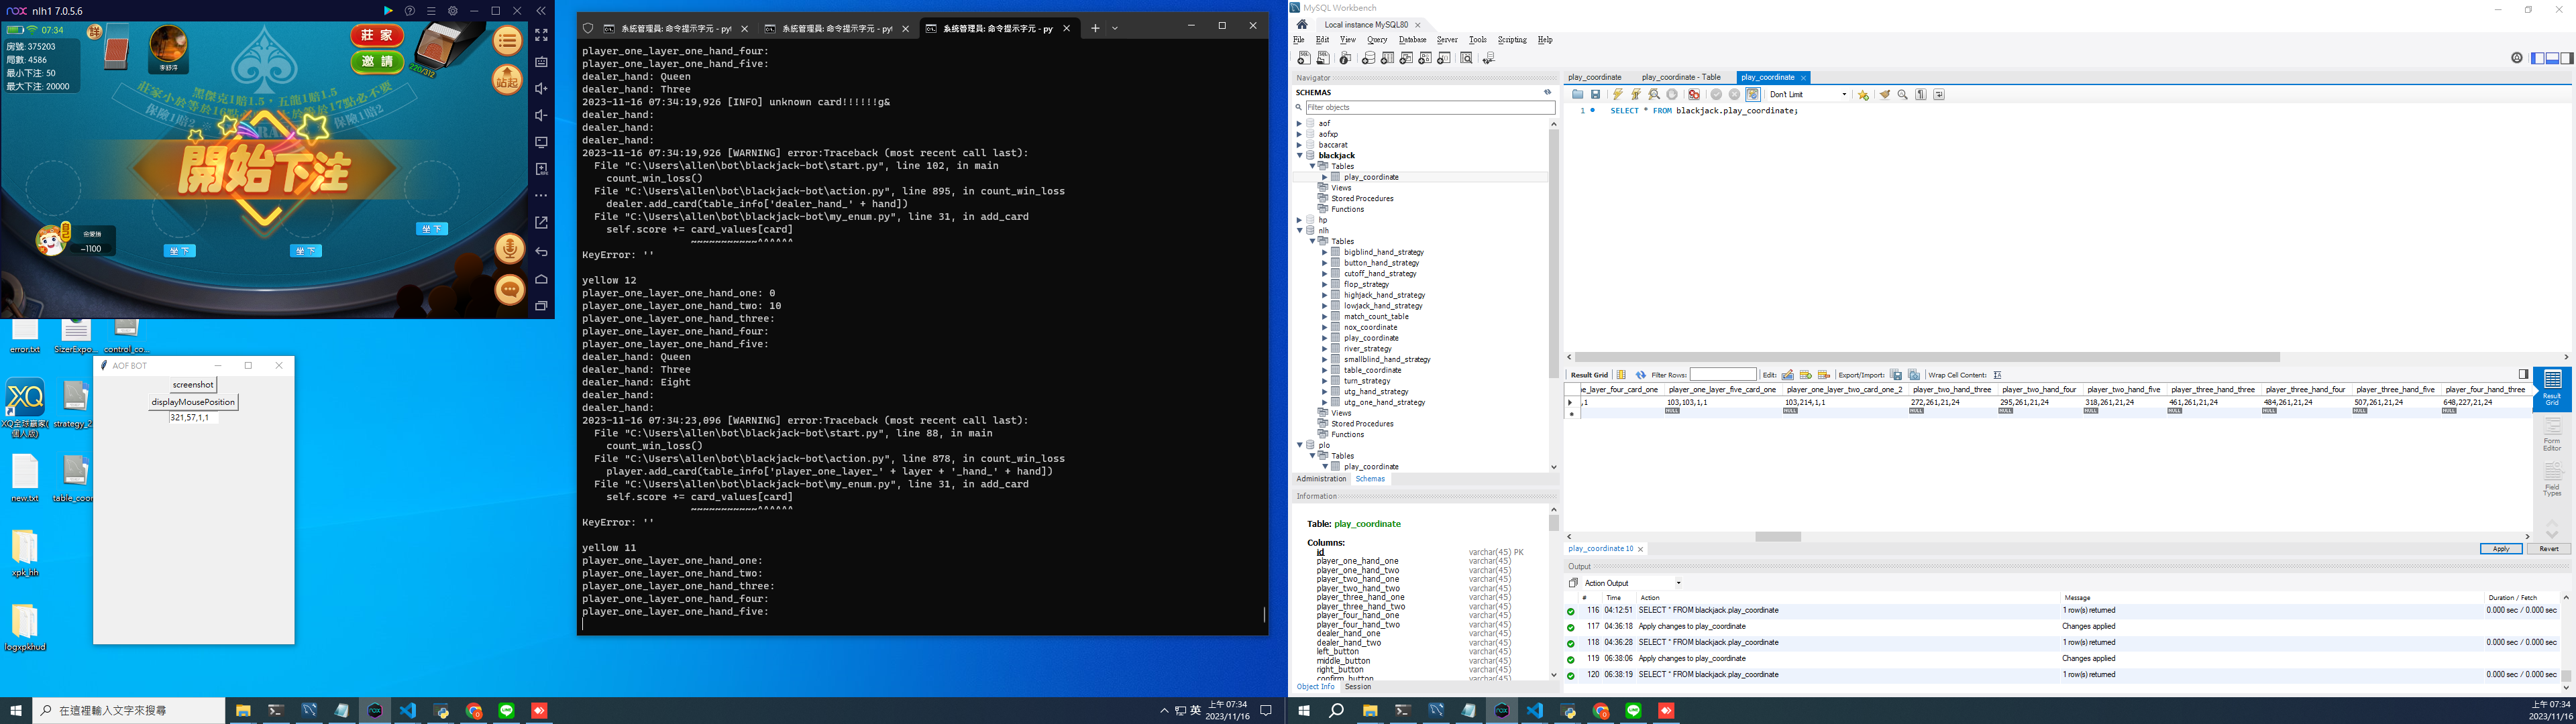 nox nlh1 7.0.5.6
07:34
房號: 375203
局數: 4586
最小下注: 50
最大下注: 20000
莊 家
邀 請
920/312
站起
開始下注
自己
-1100
坐 下
坐 下
坐 下
error.txt
SizerExpo...
control_co...
XQ全球贏家(個人版)
strategy_2
new.txt
table_coor
xpk_hh
logxpkhud
AOF BOT
screenshot
displayMousePosition
321,57,1,1
系統管理員: 命令提示字元 - pyt
系統管理員: 命令提示字元 - pyt
系統管理員: 命令提示字元 - py
player_one_layer_one_hand_four:
player_one_layer_one_hand_five:
dealer_hand: Queen
dealer_hand: Three
2023-11-16 07:34:19,926 [INFO] unknown card!!!!!!g&
dealer_hand:
dealer_hand:
dealer_hand:
2023-11-16 07:34:19,926 [WARNING] error:Traceback (most recent call last):
File "C:\Users\allen\bot\blackjack-bot\start.py", line 102, in main
count_win_loss()
File "C:\Users\allen\bot\blackjack-bot\action.py", line 895, in count_win_loss
dealer.add_card(table_info['dealer_hand_' + hand])
File "C:\Users\allen\bot\blackjack-bot\my_enum.py", line 31, in add_card
self.score += card_values[card]
~~~~~~~~~~~^^^^^^
KeyError: ''
yellow 12
player_one_layer_one_hand_one: 0
player_one_layer_one_hand_two: 10
player_one_layer_one_hand_three:
player_one_layer_one_hand_four:
player_one_layer_one_hand_five:
dealer_hand: Queen
dealer_hand: Three
dealer_hand: Eight
dealer_hand:
dealer_hand:
2023-11-16 07:34:23,096 [WARNING] error:Traceback (most recent call last):
File "C:\Users\allen\bot\blackjack-bot\start.py", line 88, in main
count_win_loss()
File "C:\Users\allen\bot\blackjack-bot\action.py", line 878, in count_win_loss
player.add_card(table_info['player_one_layer_' + layer + '_hand_' + hand])
File "C:\Users\allen\bot\blackjack-bot\my_enum.py", line 31, in add_card
self.score += card_values[card]
~~~~~~~~~~~^^^^^^
KeyError: ''
yellow 11
player_one_layer_one_hand_one:
player_one_layer_one_hand_two:
player_one_layer_one_hand_three:
player_one_layer_one_hand_four:
player_one_layer_one_hand_five:
在這裡輸入文字來搜尋
英
上午 07:34
2023/11/16
MySQL Workbench
Local instance MySQL80
File Edit View Query Database Server Tools Scripting Help
Navigator
SCHEMAS
Filter objects
aof
aofxp
baccarat
blackjack
Tables
play_coordinate
Views
Stored Procedures
Functions
hp
nlh
Tables
bigblind_hand_strategy
button_hand_strategy
cutoff_hand_strategy
flop_strategy
highjack_hand_strategy
lowjack_hand_strategy
match_count_table
nox_coordinate
play_coordinate
river_strategy
smallblind_hand_strategy
table_coordinate
turn_strategy
utg_hand_strategy
utg_one_hand_strategy
Views
Stored Procedures
Functions
plo
Tables
play_coordinate
Administration Schemas
Information
Table: play_coordinate
Columns:
id varchar(45) PK
player_one_hand_one varchar(45)
player_one_hand_two varchar(45)
player_two_hand_one varchar(45)
player_two_hand_two varchar(45)
player_three_hand_one varchar(45)
player_three_hand_two varchar(45)
player_four_hand_one varchar(45)
player_four_hand_two varchar(45)
dealer_hand_one varchar(45)
dealer_hand_two varchar(45)
left_button varchar(45)
middle_button varchar(45)
right_button varchar(45)
confirm_button varchar(45)
Object Info Session
play_coordinate play_coordinate - Table play_coordinate
Don't Limit
1 SELECT * FROM blackjack.play_coordinate;
Result Grid Filter Rows: Edit: Export/Import: Wrap Cell Content:
ie_layer_four_card_one player_one_layer_five_card_one player_one_layer_two_card_one_2 player_two_hand_three player_two_hand_four player_two_hand_five player_three_hand_three player_three_hand_four player_three_hand_five player_four_hand_three
,1 103,103,1,1 103,214,1,1 272,261,21,24 295,261,21,24 318,261,21,24 461,261,21,24 484,261,21,24 507,261,21,24 648,227,21,24
NULL NULL NULL NULL NULL NULL NULL NULL NULL
Result Grid
Form Editor
Field Types
play_coordinate 10
Apply Revert
Output
Action Output
# Time Action Message Duration / Fetch
116 04:12:51 SELECT * FROM blackjack.play_coordinate 1 row(s) returned 0.000 sec / 0.000 sec
117 04:36:18 Apply changes to play_coordinate Changes applied
118 04:36:28 SELECT * FROM blackjack.play_coordinate 1 row(s) returned 0.000 sec / 0.000 sec
119 06:38:06 Apply changes to play_coordinate Changes applied
120 06:38:19 SELECT * FROM blackjack.play_coordinate 1 row(s) returned 0.000 sec / 0.000 sec
上午 07:34
2023/11/16